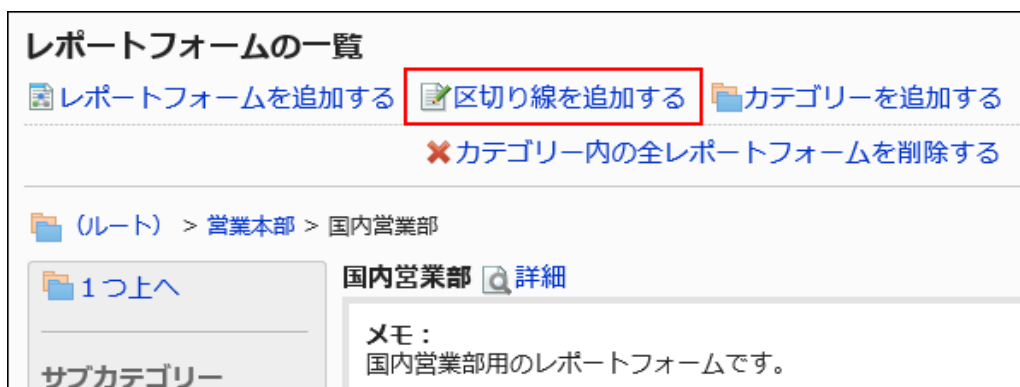 レポートフォームの一覧
レポートフォームを追加する 区切り線を追加する カテゴリーを追加する
カテゴリー内の全レポートフォームを削除する
（ルート） > 営業本部 > 国内営業部
1つ上へ
サブカテゴリー
国内営業部 詳細
メモ：
国内営業部用のレポートフォームです。